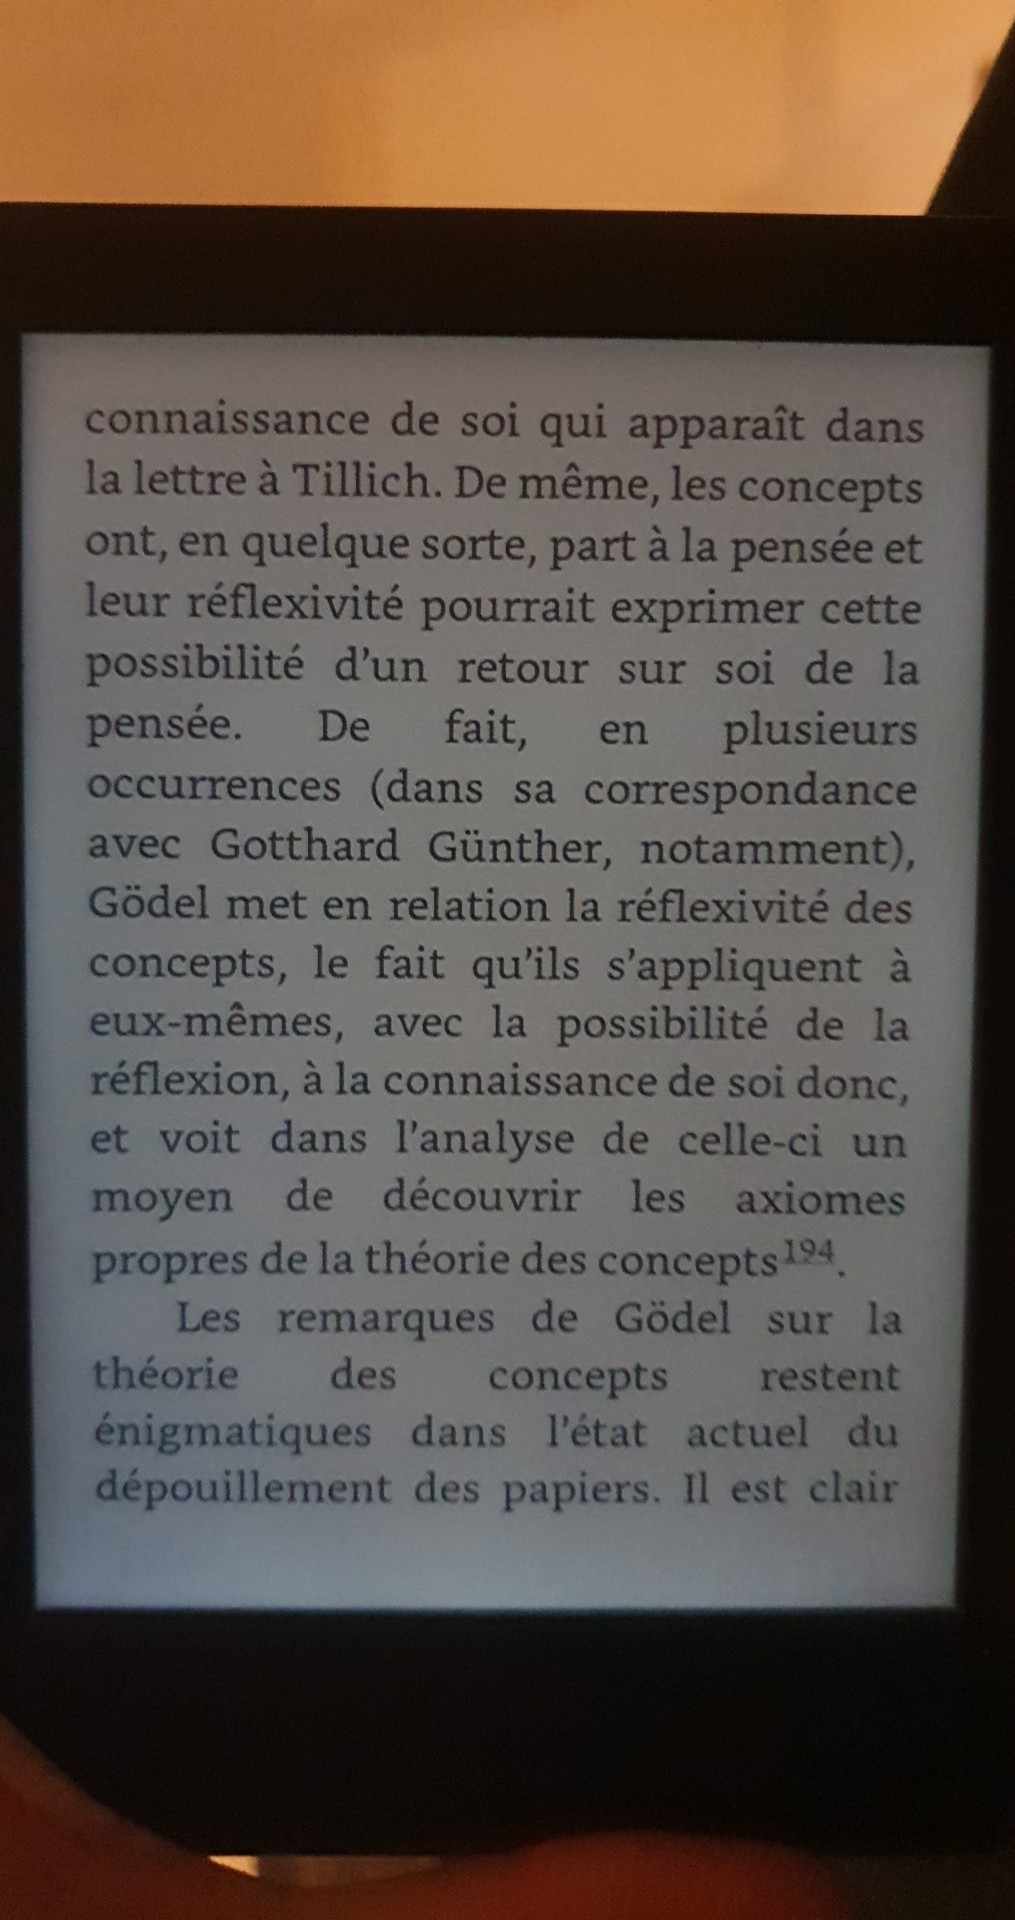 connaissance de soi qui apparaît dans
la lettre à Tillich. De même, les concepts
ont, en quelque sorte, part à la pensée et
leur réflexivité pourrait exprimer cette
possibilité d’un retour sur soi de la
pensée. De fait, en plusieurs
occurrences (dans sa correspondance
avec Gotthard Günther, notamment),
Gödel met en relation la réflexivité des
concepts, le fait qu’ils s’appliquent à
eux-mêmes, avec la possibilité de la
réflexion, à la connaissance de soi donc,
et voit dans l’analyse de celle-ci un
moyen de découvrir les axiomes
propres de la théorie des concepts194.
Les remarques de Gödel sur la
théorie des concepts restent
énigmatiques dans l’état actuel du
dépouillement des papiers. Il est clair